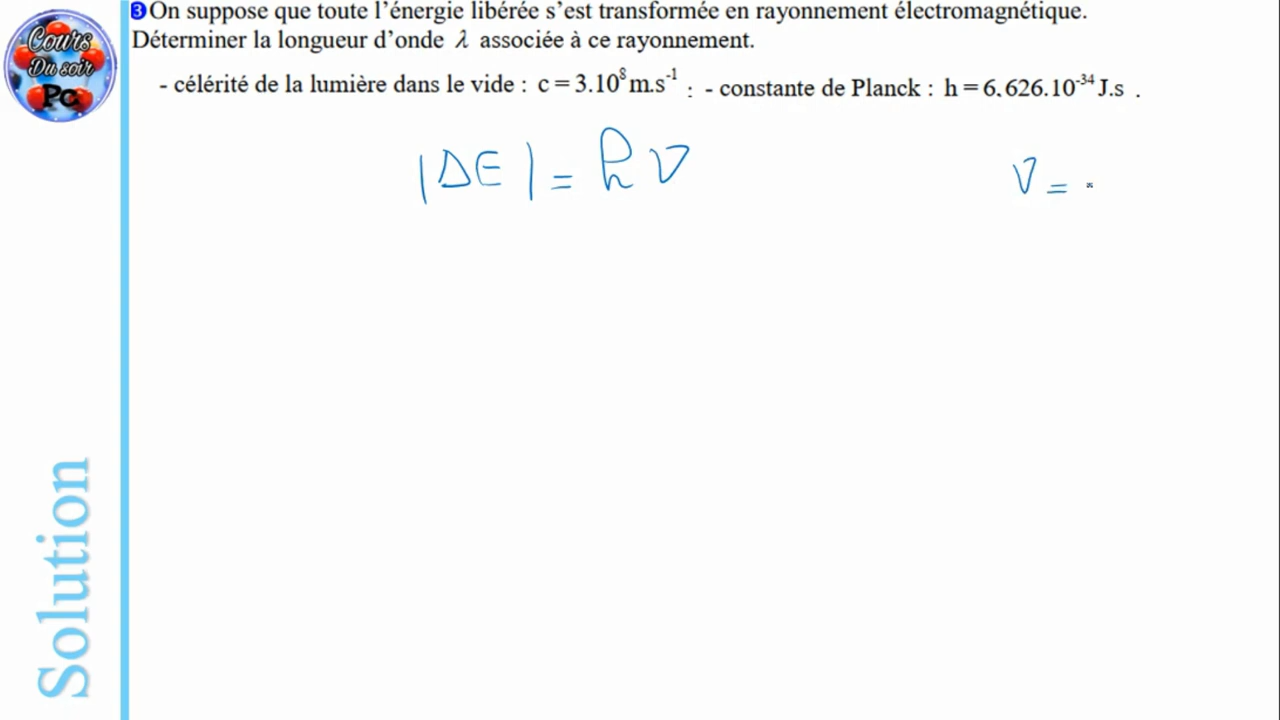 Cours
Du soir
PC
❸ On suppose que toute l’énergie libérée s’est transformée en rayonnement électromagnétique.
Déterminer la longueur d’onde λ associée à ce rayonnement.
- célérité de la lumière dans le vide : c = 3.10⁸ m.s⁻¹ ; - constante de Planck : h = 6,626.10⁻³⁴ J.s .
|ΔE| = h ν ν =
Solution